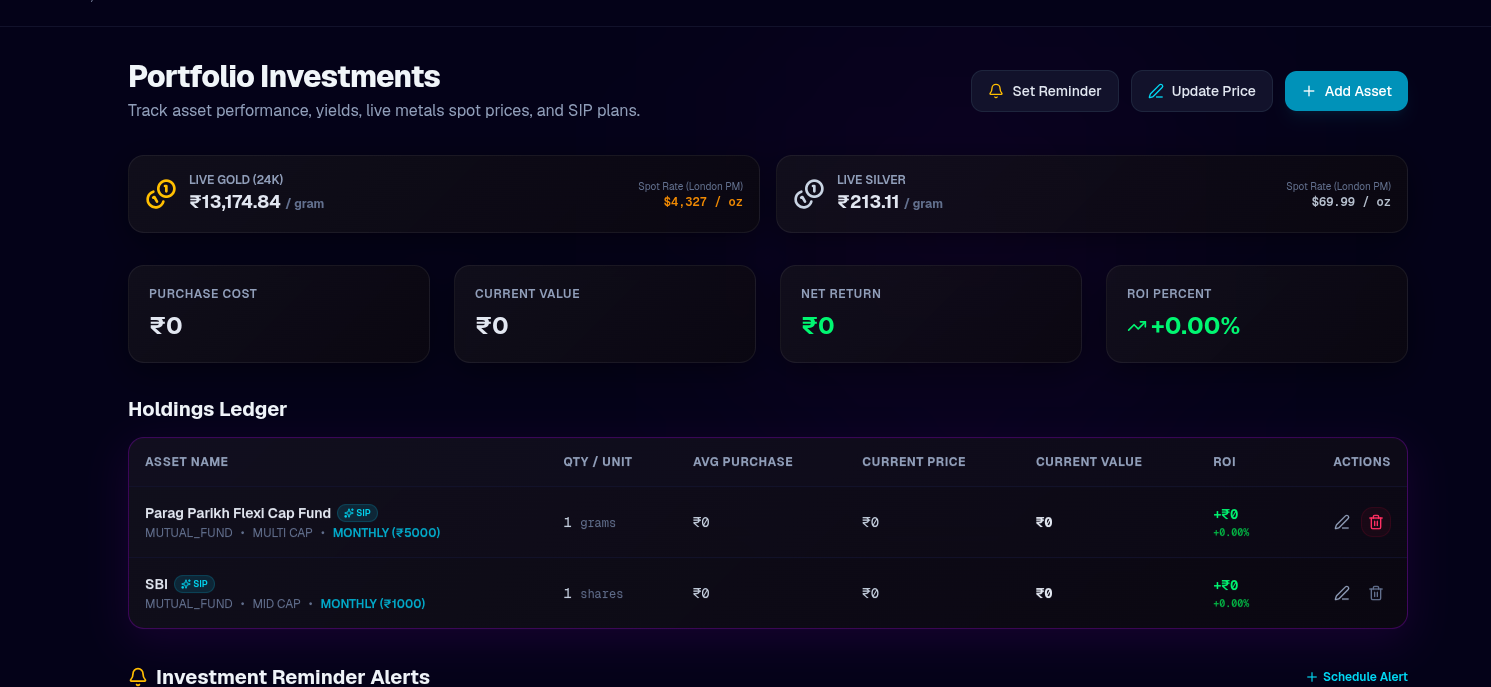 Portfolio Investments
Track asset performance, yields, live metals spot prices, and SIP plans.
Set Reminder
Update Price
+ Add Asset
LIVE GOLD (24K)
₹13,174.84 / gram
Spot Rate (London PM)
$4,327 / oz
LIVE SILVER
₹213.11 / gram
Spot Rate (London PM)
$69.99 / oz
PURCHASE COST
₹0
CURRENT VALUE
₹0
NET RETURN
₹0
ROI PERCENT
+0.00%
Holdings Ledger
ASSET NAME QTY / UNIT AVG PURCHASE CURRENT PRICE CURRENT VALUE ROI ACTIONS
Parag Parikh Flexi Cap Fund SIP
MUTUAL_FUND • MULTI CAP • MONTHLY (₹5000)
1 grams ₹0 ₹0 ₹0
+₹0
+0.00%
SBI SIP
MUTUAL_FUND • MID CAP • MONTHLY (₹1000)
1 shares ₹0 ₹0 ₹0
+₹0
+0.00%
Investment Reminder Alerts
+ Schedule Alert